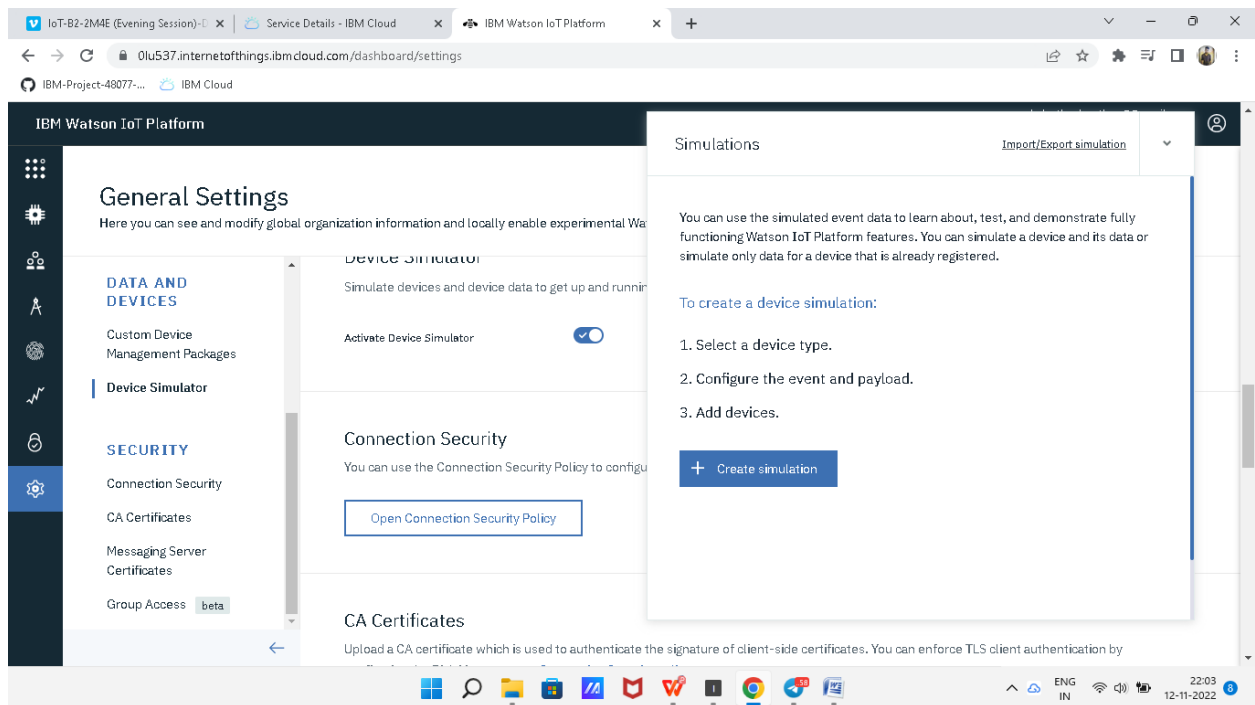 IoT-B2-2M4E (Evening Session)-D
Service Details - IBM Cloud
IBM Watson IoT Platform
0lu537.internetofthings.ibmcloud.com/dashboard/settings
IBM-Project-48077-...
IBM Cloud
IBM Watson IoT Platform
Simulations
Import/Export simulation
General Settings
Here you can see and modify global organization information and locally enable experimental Wa
DATA AND
DEVICES
Custom Device
Management Packages
Device Simulator
SECURITY
Connection Security
CA Certificates
Messaging Server
Certificates
Group Access beta
Device Simulator
Simulate devices and device data to get up and runnin
Activate Device Simulator
Connection Security
You can use the Connection Security Policy to configu
Open Connection Security Policy
CA Certificates
Upload a CA certificate which is used to authenticate the signature of client-side certificates. You can enforce TLS client authentication by
You can use the simulated event data to learn about, test, and demonstrate fully
functioning Watson IoT Platform features. You can simulate a device and its data or
simulate only data for a device that is already registered.
To create a device simulation:
1. Select a device type.
2. Configure the event and payload.
3. Add devices.
+ Create simulation
58
ENG
IN
22:03
12-11-2022
8